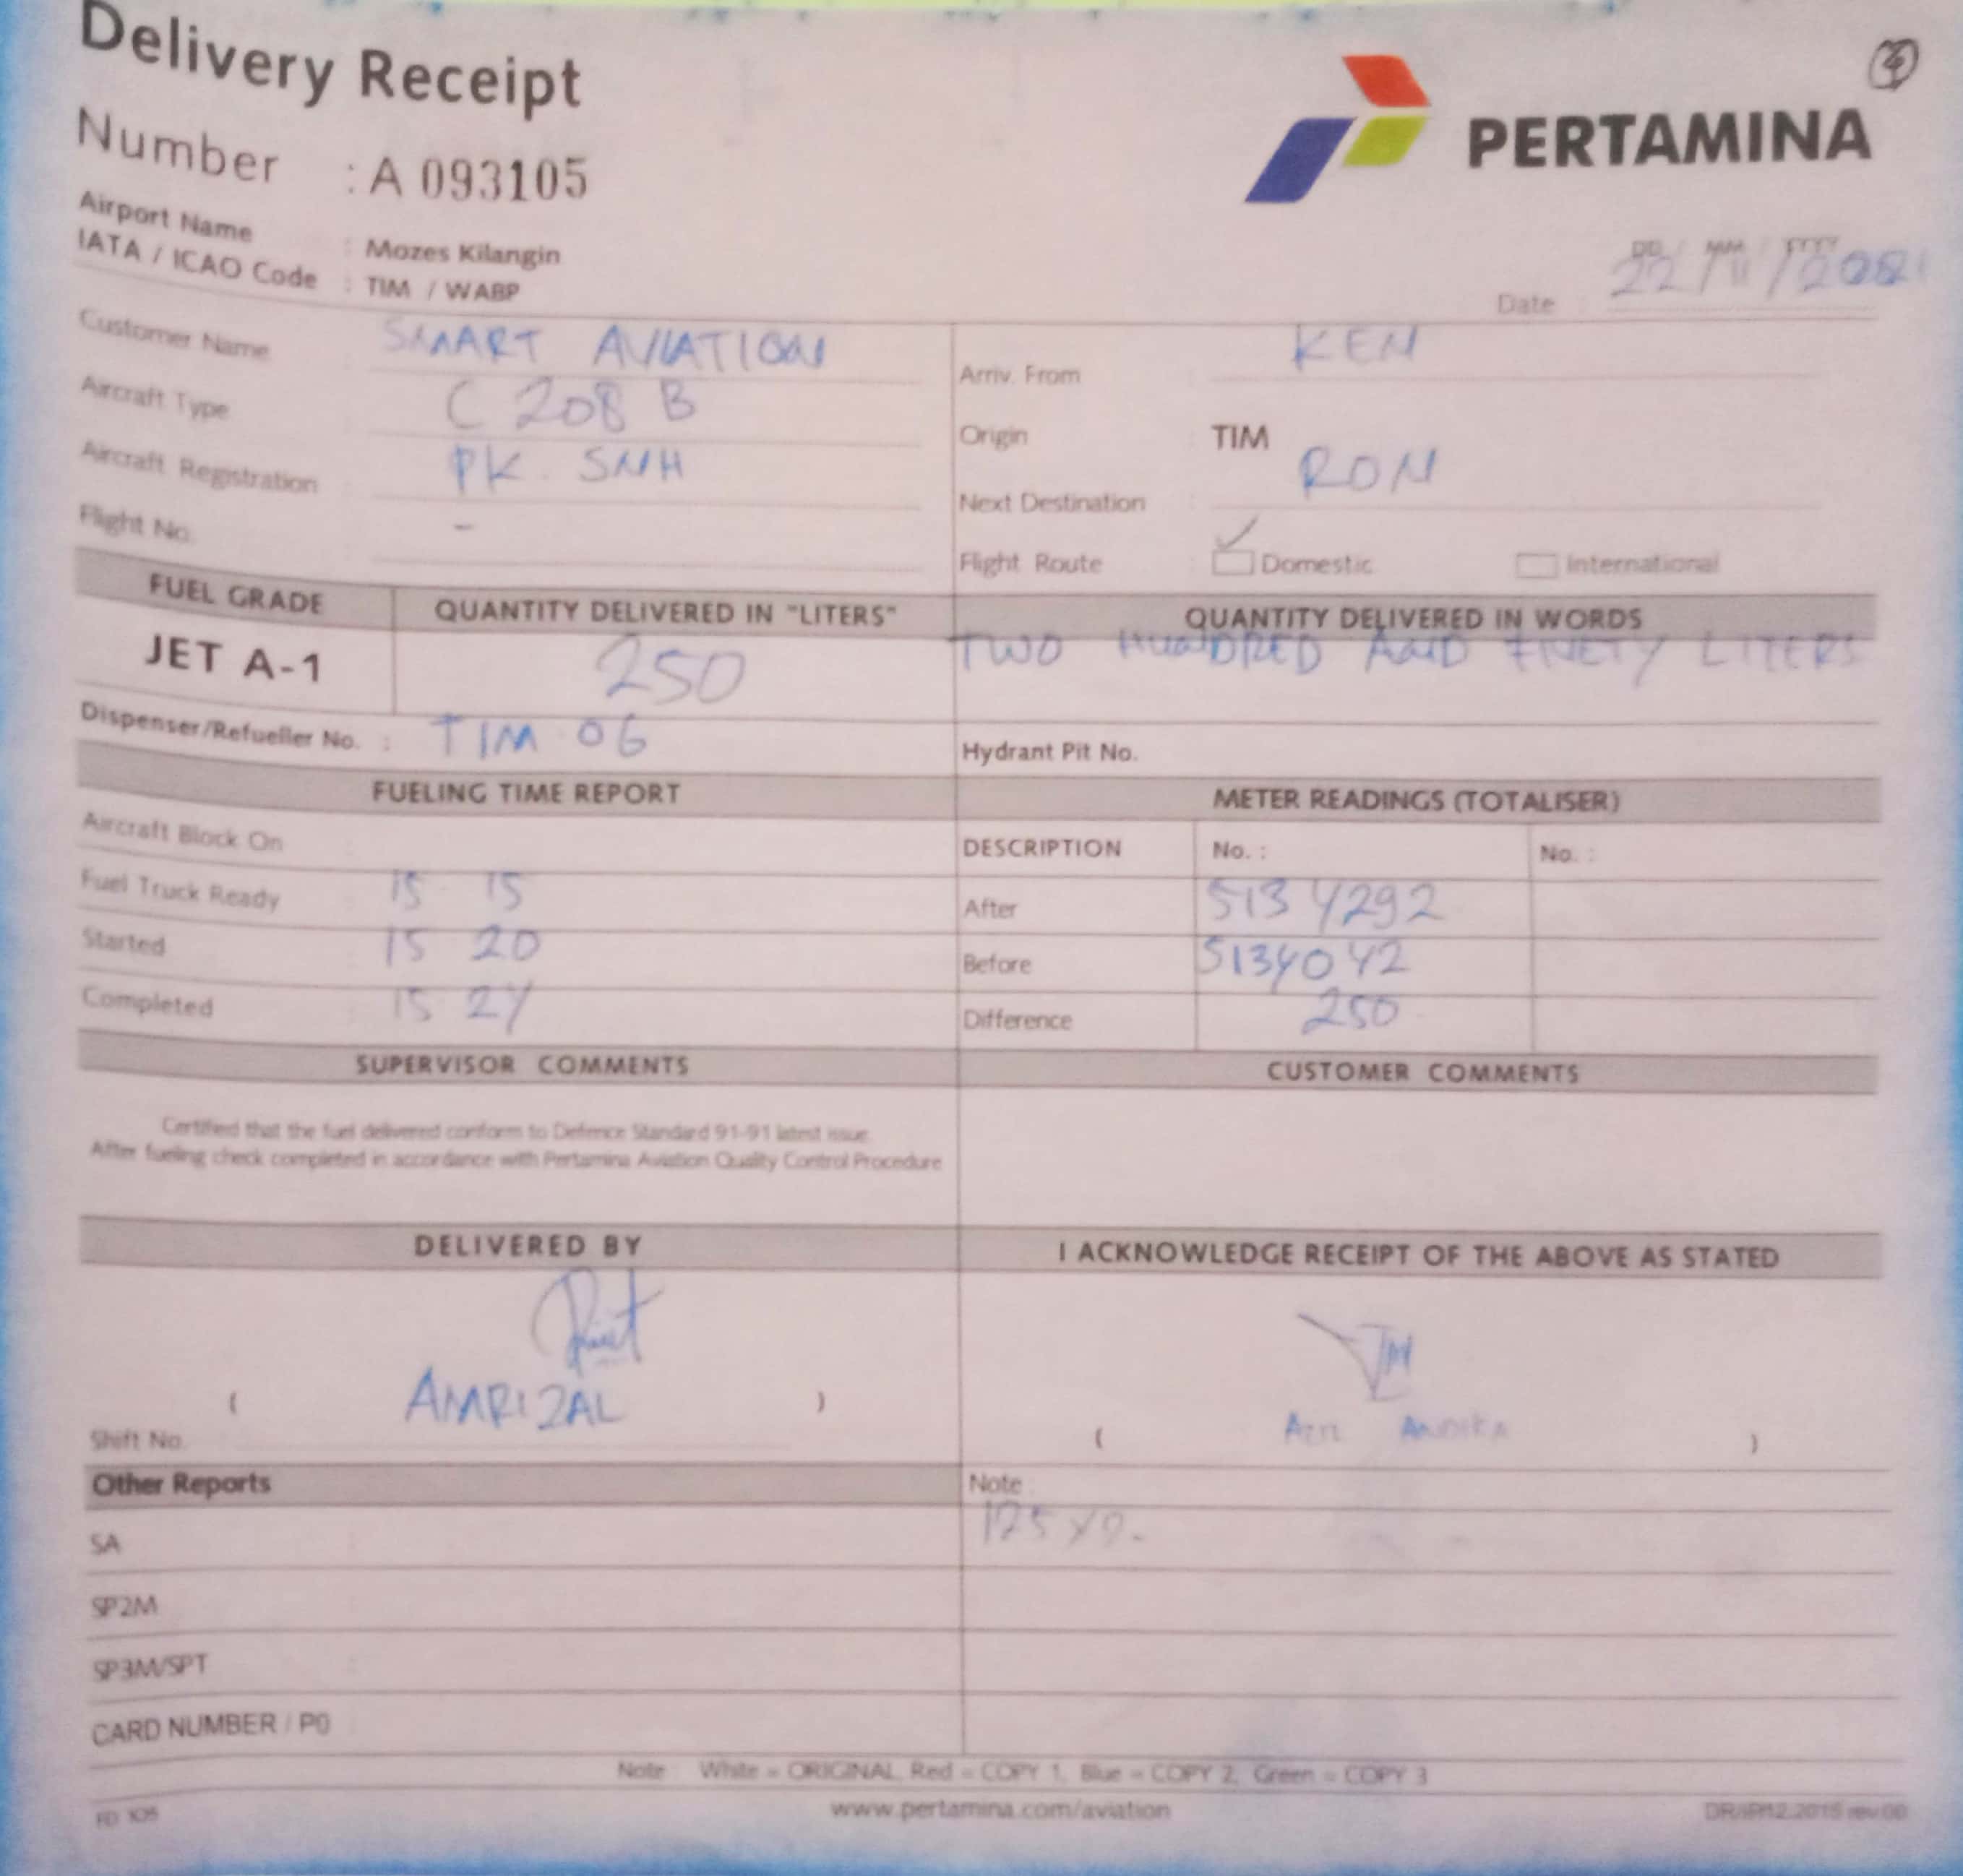 Delivery Receipt
④
PERTAMINA
Number : A 093105
Airport Name : Mozes Kilangin
IATA / ICAO Code : TIM / WABP
DD / MM / YYYY
Date : 22/11/2021
Customer Name : SMART AVIATION
Arriv. From : KEN
Aircraft Type : C 208 B
Origin TIM
Aircraft Registration : PK. SNH
Next Destination : RON
Flight No. -
Flight Route : ✓ Domestic International
FUEL GRADE QUANTITY DELIVERED IN "LITERS" QUANTITY DELIVERED IN WORDS
JET A-1 250 TWO HUNDRED AND LITERS
Dispenser/Refueller No. : TIM 06 Hydrant Pit No.
FUELING TIME REPORT METER READINGS (TOTALISER)
Aircraft Block On :
DESCRIPTION No. : No. :
Fuel Truck Ready : 15 15
After 5134292
Started : 15 20
Before 5134042
Completed : 15 24
Difference 250
SUPERVISOR COMMENTS CUSTOMER COMMENTS
Certified that the fuel delivered conform to Defence Standard 91-91 latest issue.
After fueling check completed in accordance with Pertamina Aviation Quality Control Procedure
DELIVERED BY I ACKNOWLEDGE RECEIPT OF THE ABOVE AS STATED
( AMRIZAL )
Shift No.
( )
Other Reports Note :
SA :
SP2M
SP3M/SPT :
CARD NUMBER / PO
Note : White = ORIGINAL, Red = COPY 1, Blue = COPY 2, Green = COPY 3
www.pertamina.com/aviation